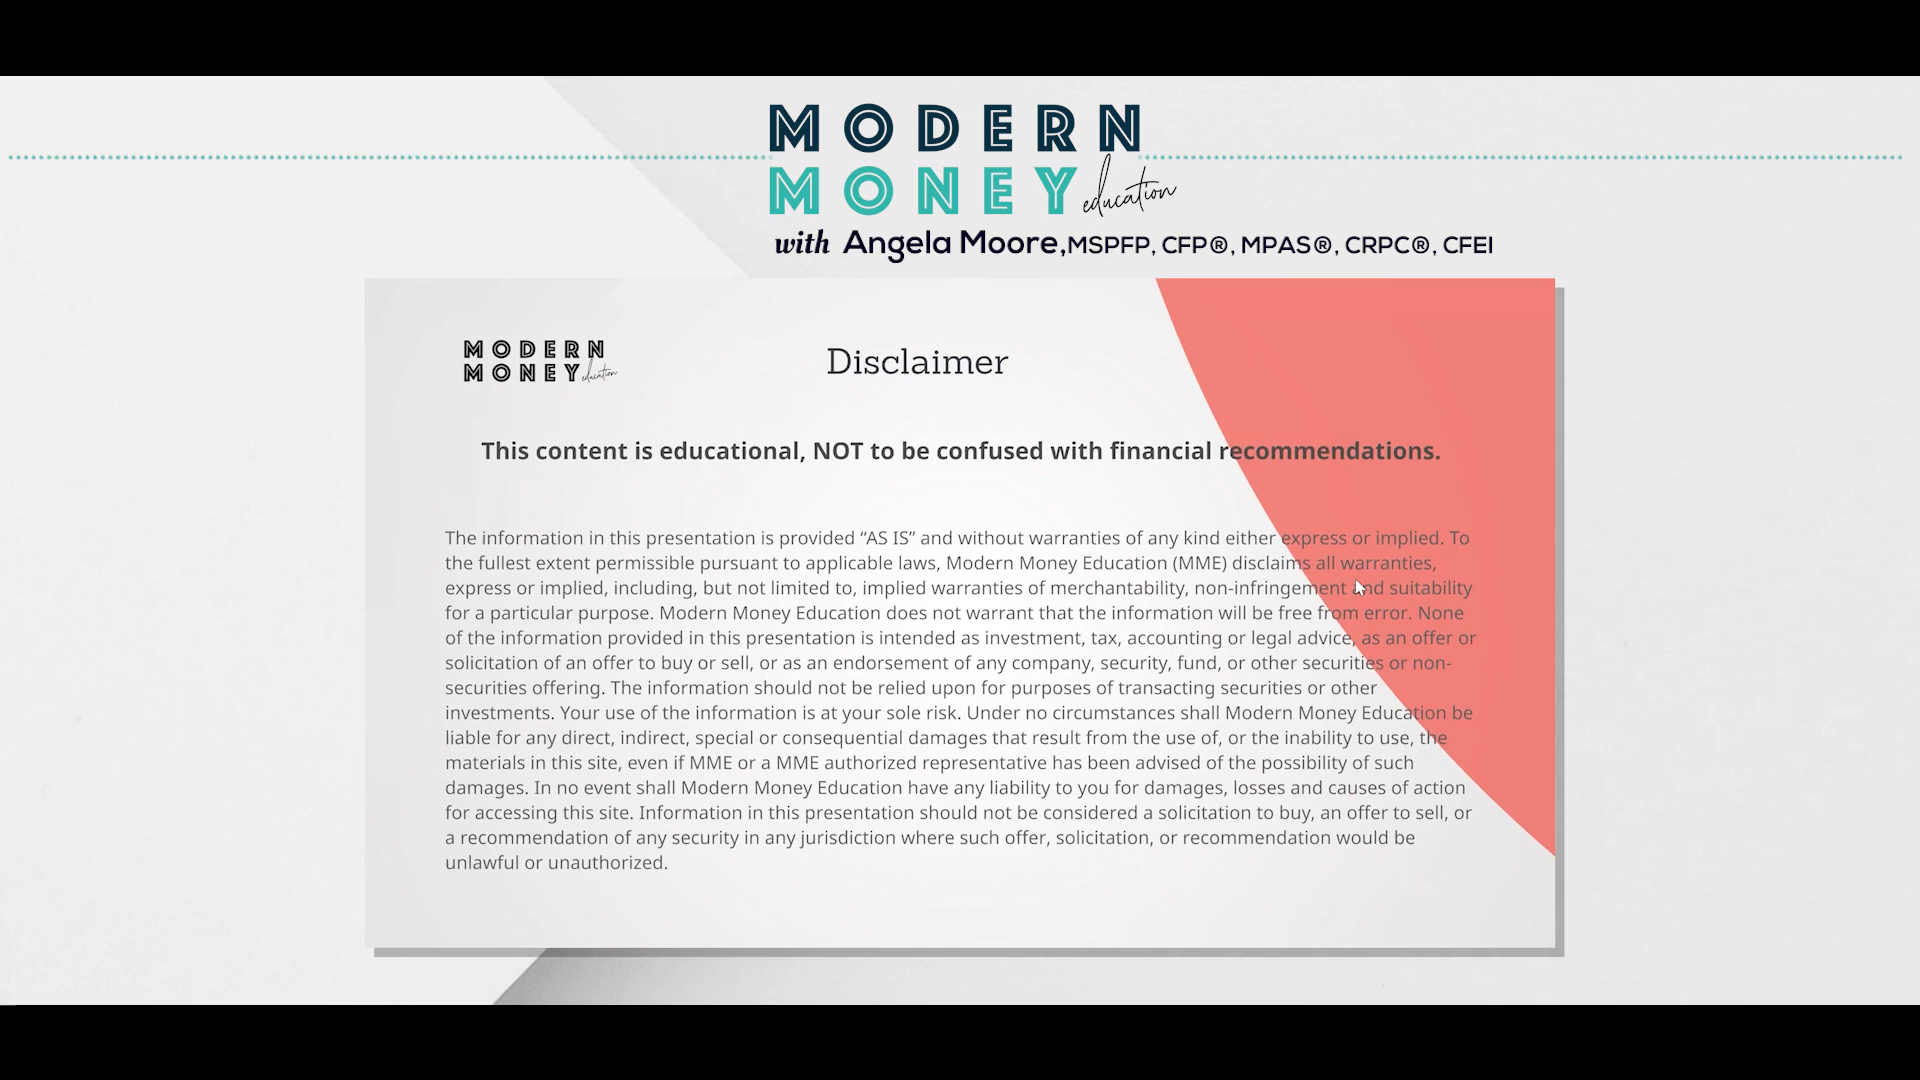 MODERN
MONEY education
with Angela Moore,MSPFP, CFP®, MPAS®, CRPC®, CFEI
MODERN
MONEY education
Disclaimer
This content is educational, NOT to be confused with financial recommendations.
The information in this presentation is provided “AS IS” and without warranties of any kind either express or implied. To
the fullest extent permissible pursuant to applicable laws, Modern Money Education (MME) disclaims all warranties,
express or implied, including, but not limited to, implied warranties of merchantability, non-infringement and suitability
for a particular purpose. Modern Money Education does not warrant that the information will be free from error. None
of the information provided in this presentation is intended as investment, tax, accounting or legal advice, as an offer or
solicitation of an offer to buy or sell, or as an endorsement of any company, security, fund, or other securities or non-
securities offering. The information should not be relied upon for purposes of transacting securities or other
investments. Your use of the information is at your sole risk. Under no circumstances shall Modern Money Education be
liable for any direct, indirect, special or consequential damages that result from the use of, or the inability to use, the
materials in this site, even if MME or a MME authorized representative has been advised of the possibility of such
damages. In no event shall Modern Money Education have any liability to you for damages, losses and causes of action
for accessing this site. Information in this presentation should not be considered a solicitation to buy, an offer to sell, or
a recommendation of any security in any jurisdiction where such offer, solicitation, or recommendation would be
unlawful or unauthorized.